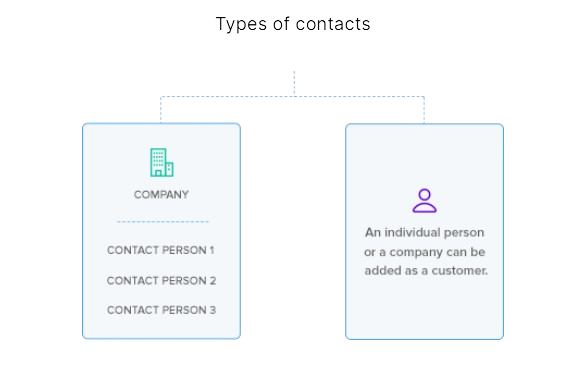 Types of contacts
COMPANY
CONTACT PERSON 1
CONTACT PERSON 2
CONTACT PERSON 3
An individual person
or a company can be
added as a customer.